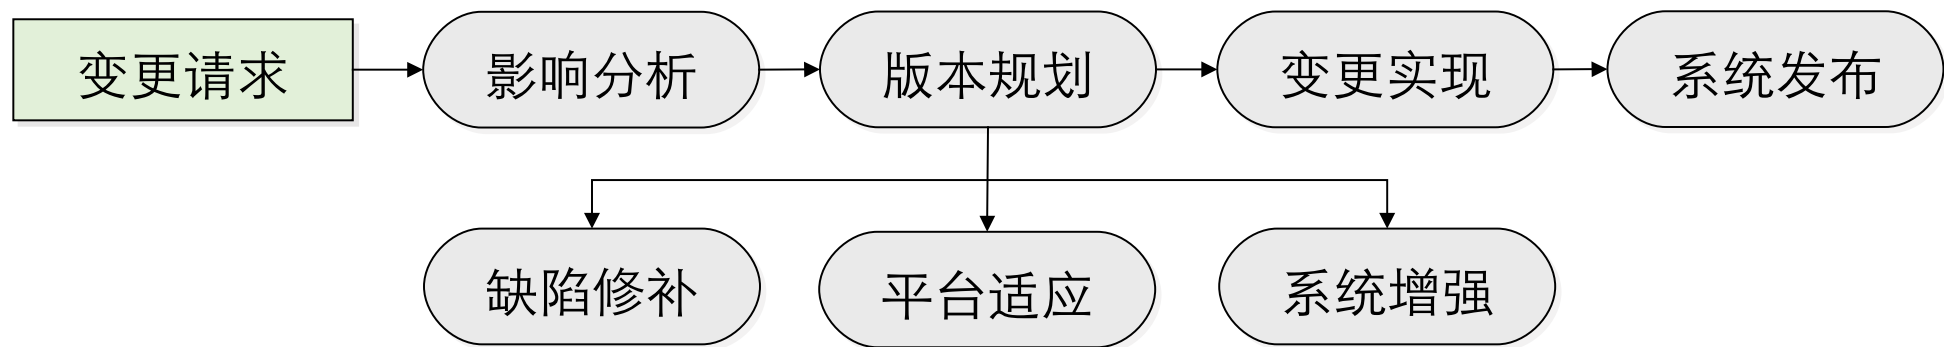 变更请求
影响分析
版本规划
变更实现
系统发布
缺陷修补
平台适应
系统增强